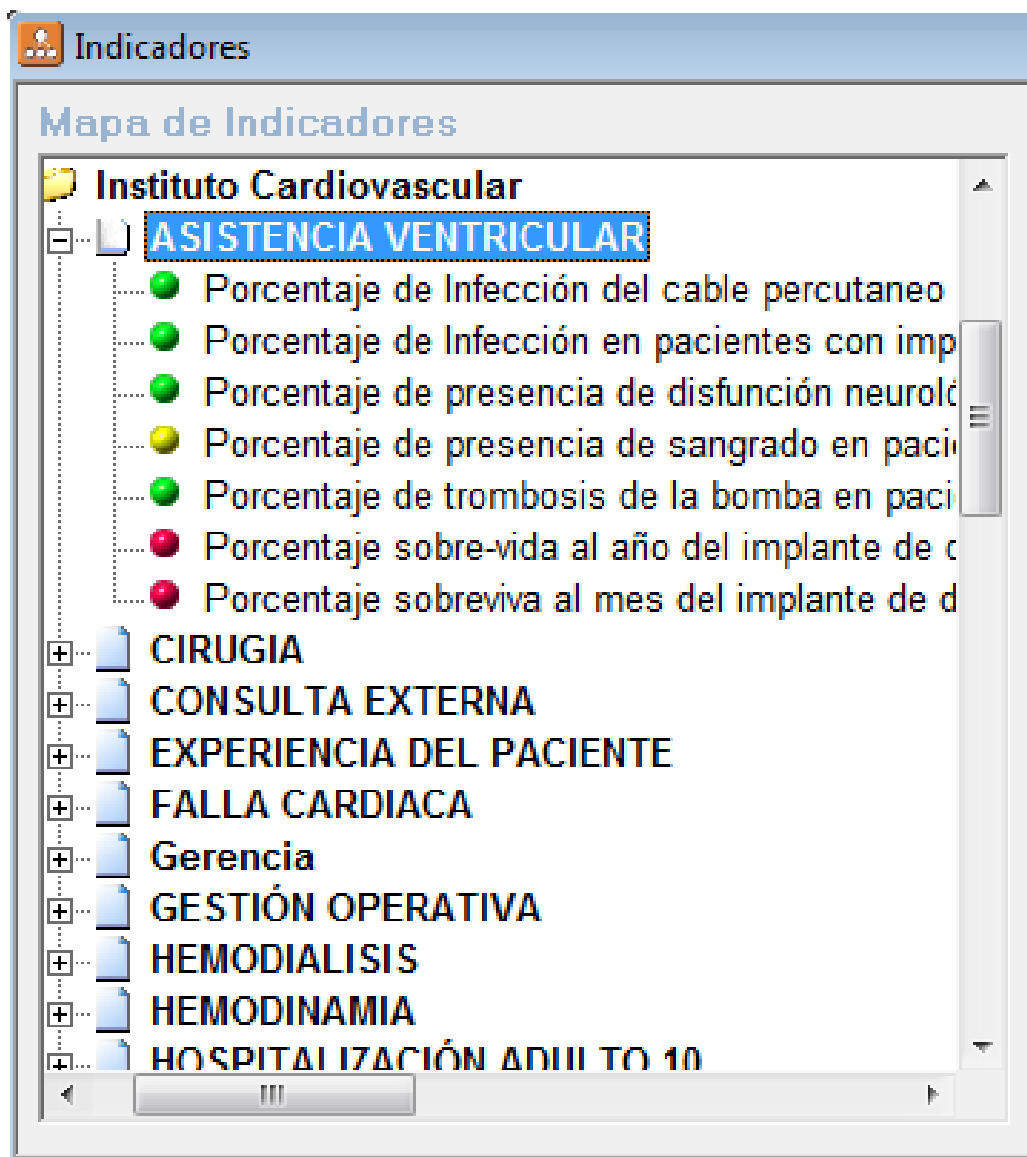 Indicadores
Mapa de Indicadores
Instituto Cardiovascular
ASISTENCIA VENTRICULAR
Porcentaje de Infección del cable percutaneo
Porcentaje de Infección en pacientes con imp
Porcentaje de presencia de disfunción neuroló
Porcentaje de presencia de sangrado en paci
Porcentaje de trombosis de la bomba en paci
Porcentaje sobre-vida al año del implante de
Porcentaje sobreviva al mes del implante de d
CIRUGIA
CONSULTA EXTERNA
EXPERIENCIA DEL PACIENTE
FALLA CARDIACA
Gerencia
GESTIÓN OPERATIVA
HEMODIALISIS
HEMODINAMIA
HOSPITALIZACIÓN ADULTO 10